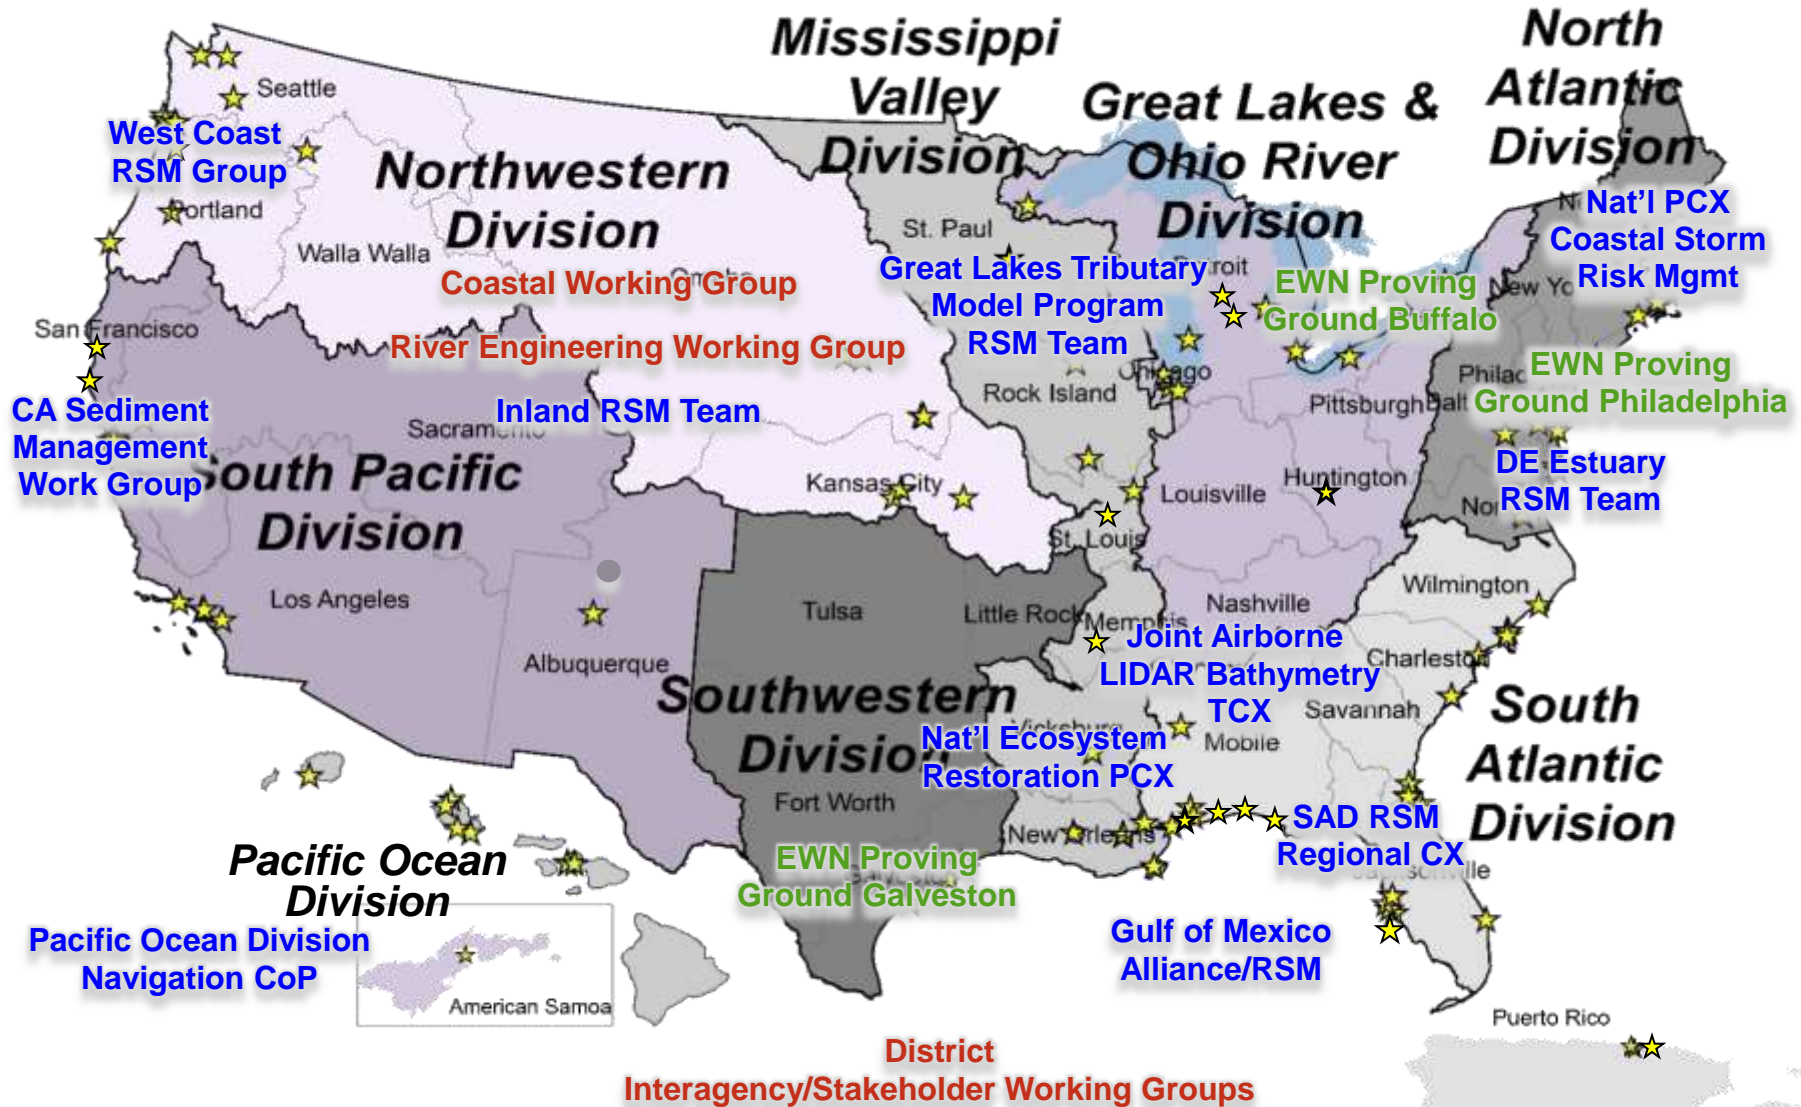 Mississippi
Valley
Division
North
Atlantic
Division
Great Lakes &
Ohio River
Division
Seattle
West Coast
RSM Group
Northwestern
Division
Portland
Walla Walla
St. Paul
Nat'l PCX
Coastal Storm
Risk Mgmt
Coastal Working Group
Great Lakes Tributary
Model Program
RSM Team
EWN Proving
Ground Buffalo
San Francisco
River Engineering Working Group
Rock Island
Chicago
EWN Proving
Ground Philadelphia
Pittsburgh
CA Sediment
Management
Work Group
Inland RSM Team
Sacramento
South Pacific
Division
Kansas City
Louisville
Huntington
DE Estuary
RSM Team
St. Louis
Los Angeles
Tulsa
Little Rock
Memphis
Nashville
Wilmington
Albuquerque
Joint Airborne
LIDAR Bathymetry
TCX
Charleston
Savannah
Southwestern
Division
Vicksburg
Nat'l Ecosystem
Restoration PCX
Mobile
South
Atlantic
Division
Fort Worth
New Orleans
SAD RSM
Regional CX
Jacksonville
EWN Proving
Ground Galveston
Pacific Ocean
Division
Pacific Ocean Division
Navigation CoP
American Samoa
Gulf of Mexico
Alliance/RSM
Puerto Rico
District
Interagency/Stakeholder Working Groups